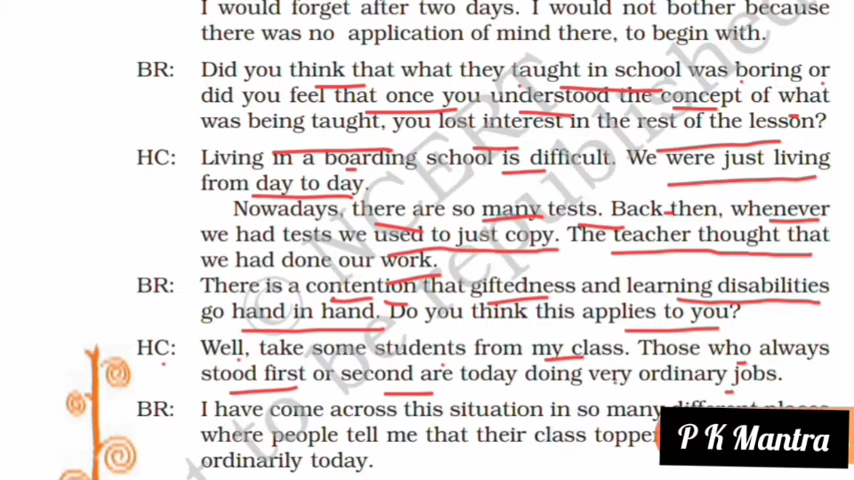 I would forget after two days. I would not bother because
there was no application of mind there, to begin with.
BR: Did you think that what they taught in school was boring or
did you feel that once you understood the concept of what
was being taught, you lost interest in the rest of the lesson?
HC: Living in a boarding school is difficult. We were just living
from day to day.
Nowadays, there are so many tests. Back then, whenever
we had tests we used to just copy. The teacher thought that
we had done our work.
BR: There is a contention that giftedness and learning disabilities
go hand in hand. Do you think this applies to you?
HC: Well, take some students from my class. Those who always
stood first or second are today doing very ordinary jobs.
BR: I have come across this situation in so many
where people tell me that their class
ordinarily today.
© NCERT
not to be republished
P K Mantra